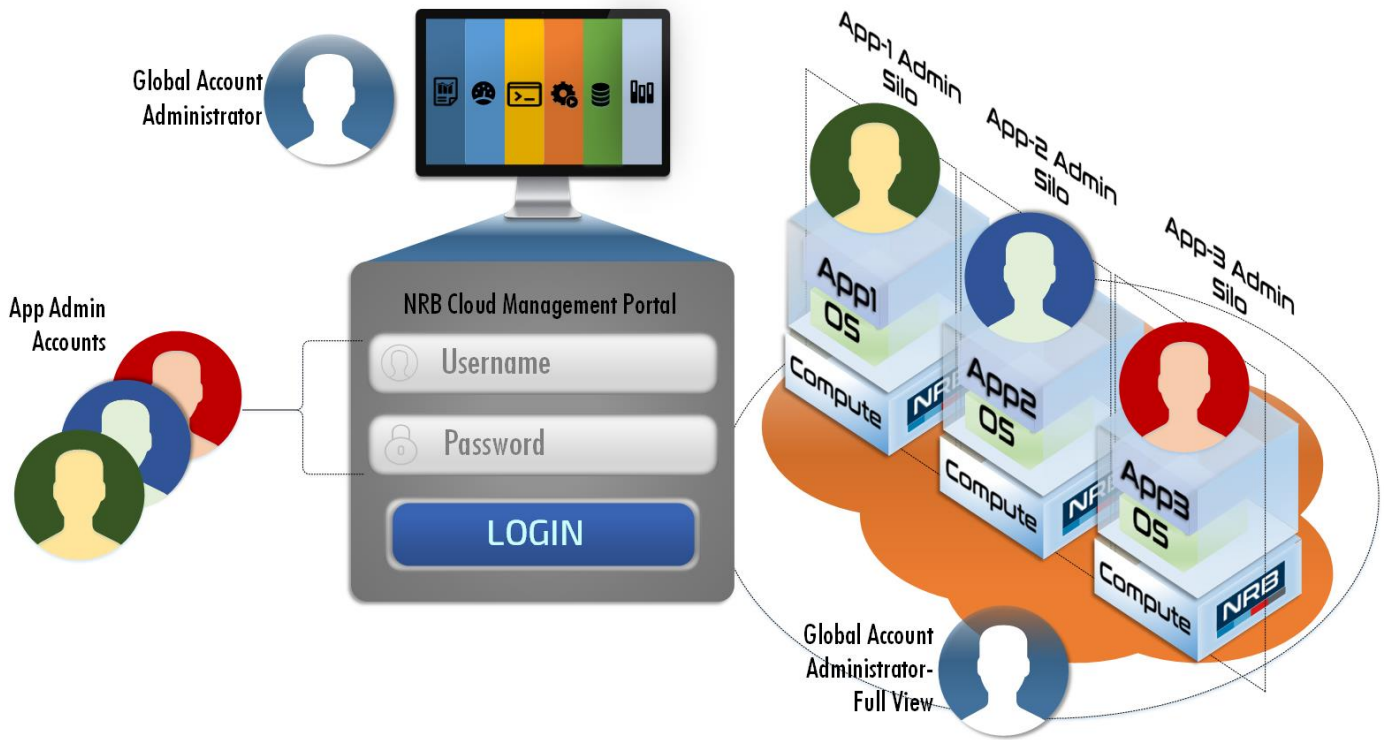 Global Account
Administrator
>_
App Admin
Accounts
NRB Cloud Management Portal
Username
Password
LOGIN
App-1 Admin
Silo
App-2 Admin
Silo
App-3 Admin
Silo
App1
OS
Compute
NRB
App2
OS
Compute
NRB
App3
OS
Compute
NRB
Global Account
Administrator-
Full View